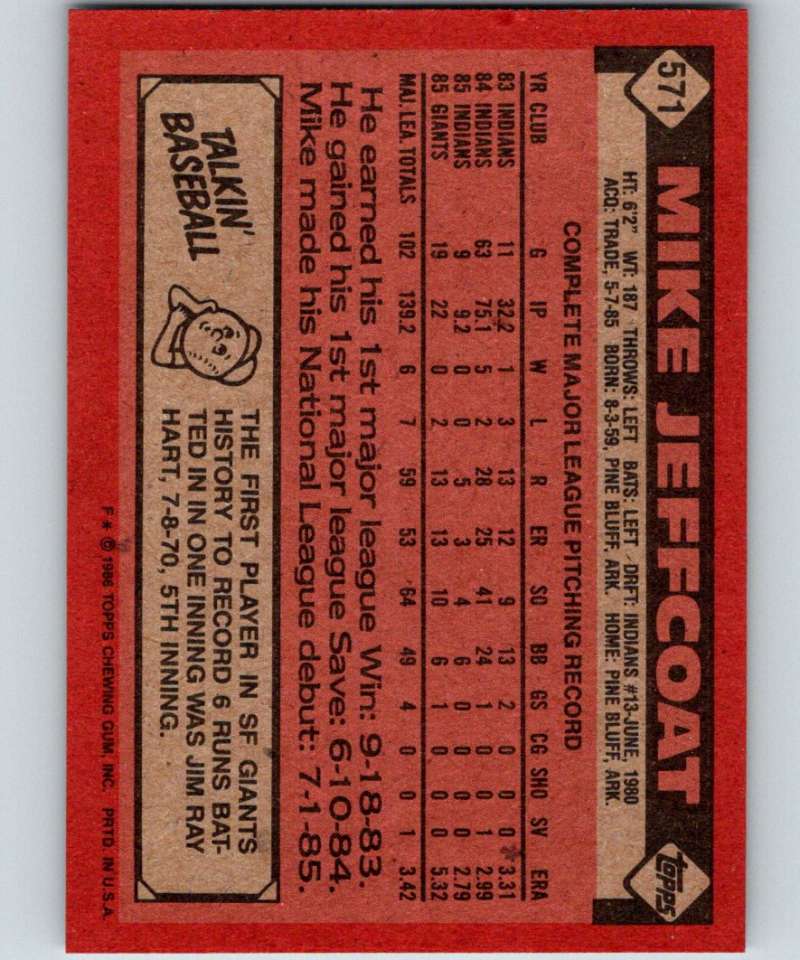 571
MIKE JEFFCOAT
topps
HT: 6'2" WT: 187 THROWS: LEFT BATS: LEFT DRFT: INDIANS #13-JUNE, 1980
ACQ: TRADE, 5-7-85 BORN: 8-3-59, PINE BLUFF, ARK. HOME: PINE BLUFF, ARK.
COMPLETE MAJOR LEAGUE PITCHING RECORD
YR CLUB G IP W L R ER SO BB GS CG SHO SV ERA
83 INDIANS 11 32.2 1 3 13 12 9 13 2 0 0 0 3.31
84 INDIANS 63 75.1 5 2 28 25 41 24 1 0 0 1 2.99
85 INDIANS 9 9.2 0 0 5 3 4 6 0 0 0 0 2.79
85 GIANTS 19 22 0 2 13 13 10 6 1 0 0 0 5.32
MAJ. LEA. TOTALS 102 139.2 6 7 59 53 64 49 4 0 0 1 3.42
He earned his 1st major league Win: 9-18-83.
He gained his 1st major league Save: 6-10-84.
Mike made his National League debut: 7-1-85.
TALKIN'
BASEBALL
THE FIRST PLAYER IN SF GIANTS
HISTORY TO RECORD 6 RUNS BAT-
TED IN IN ONE INNING WAS JIM RAY
HART, 7-8-70, 5TH INNING.
F* © 1986 TOPPS CHEWING GUM, INC. PRTD. IN U.S.A.